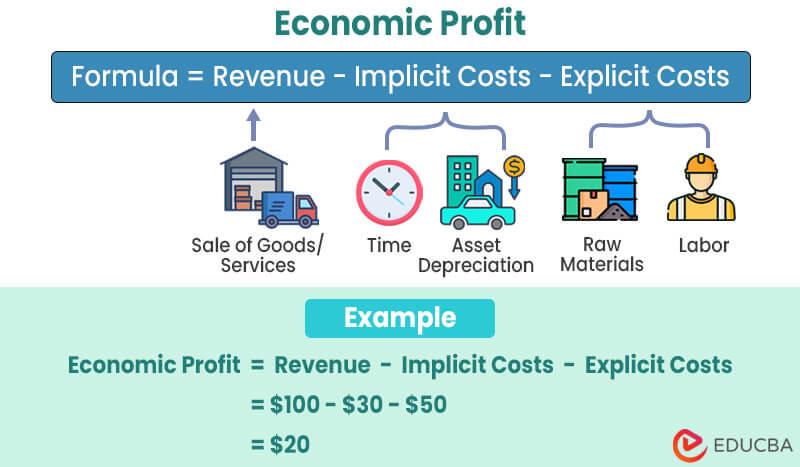 Economic Profit
Formula = Revenue - Implicit Costs - Explicit Costs
$
Sale of Goods/
Services
Time
Asset
Depreciation
Raw
Materials
Labor
Example
Economic Profit = Revenue - Implicit Costs - Explicit Costs
= $100 - $30 - $50
= $20
EDUCBA